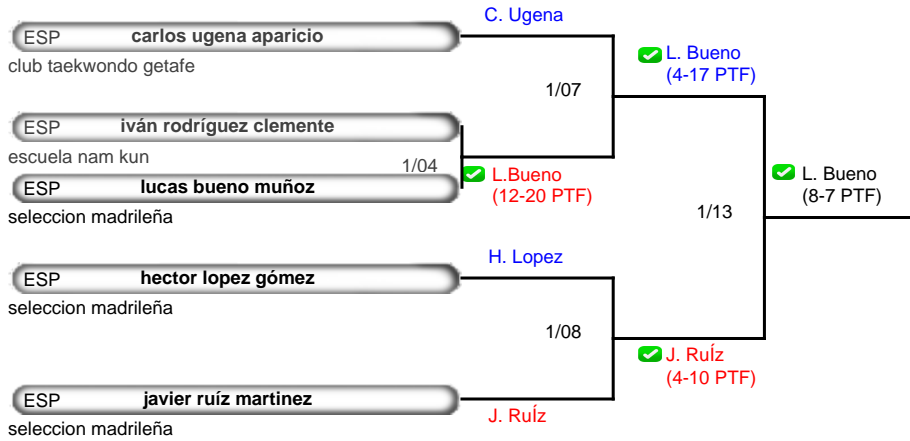 C. Ugena
ESP carlos ugena aparicio
club taekwondo getafe
L. Bueno
(4-17 PTF)
1/07
ESP iván rodríguez clemente
escuela nam kun
1/04
L.Bueno
(12-20 PTF)
ESP lucas bueno muñoz
seleccion madrileña
L. Bueno
(8-7 PTF)
1/13
H. Lopez
ESP hector lopez gómez
seleccion madrileña
1/08
J. RuÍz
(4-10 PTF)
ESP javier ruíz martinez
J. RuÍz
seleccion madrileña